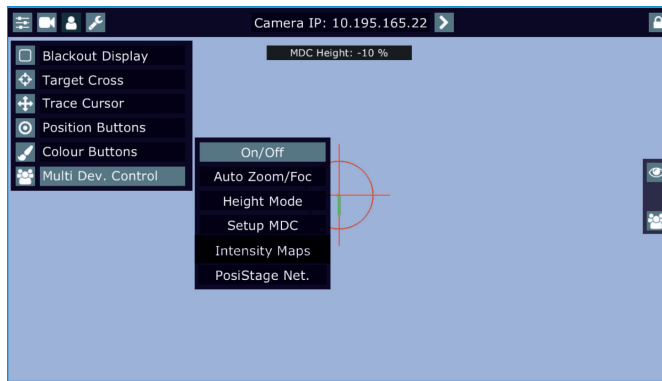 Camera IP: 10.195.165.22
MDC Height: -10 %
Blackout Display
Target Cross
Trace Cursor
Position Buttons
Colour Buttons
Multi Dev. Control
On/Off
Auto Zoom/Foc
Height Mode
Setup MDC
Intensity Maps
PosiStage Net.